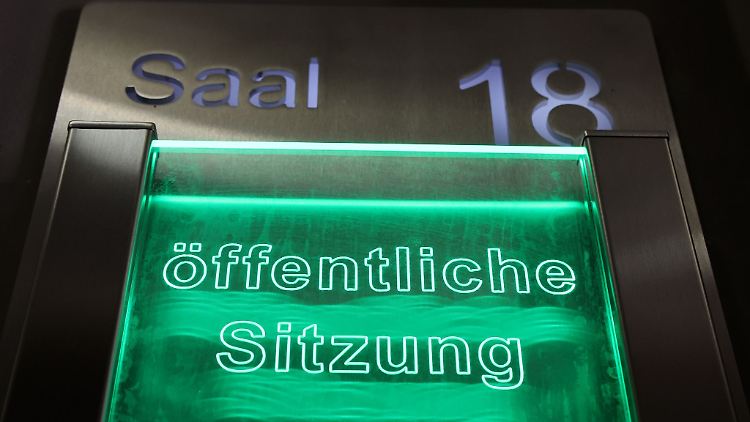 Saal 18
öffentliche
Sitzung